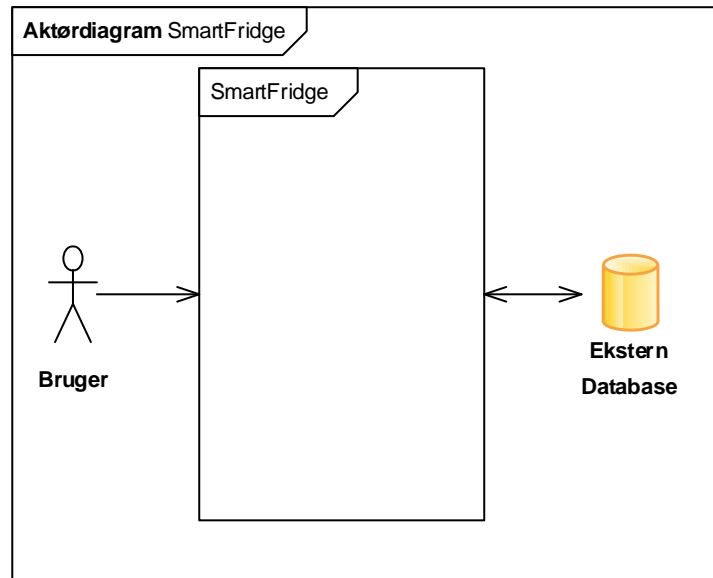 Aktørdiagram SmartFridge
SmartFridge
Bruger
Ekstern
Database